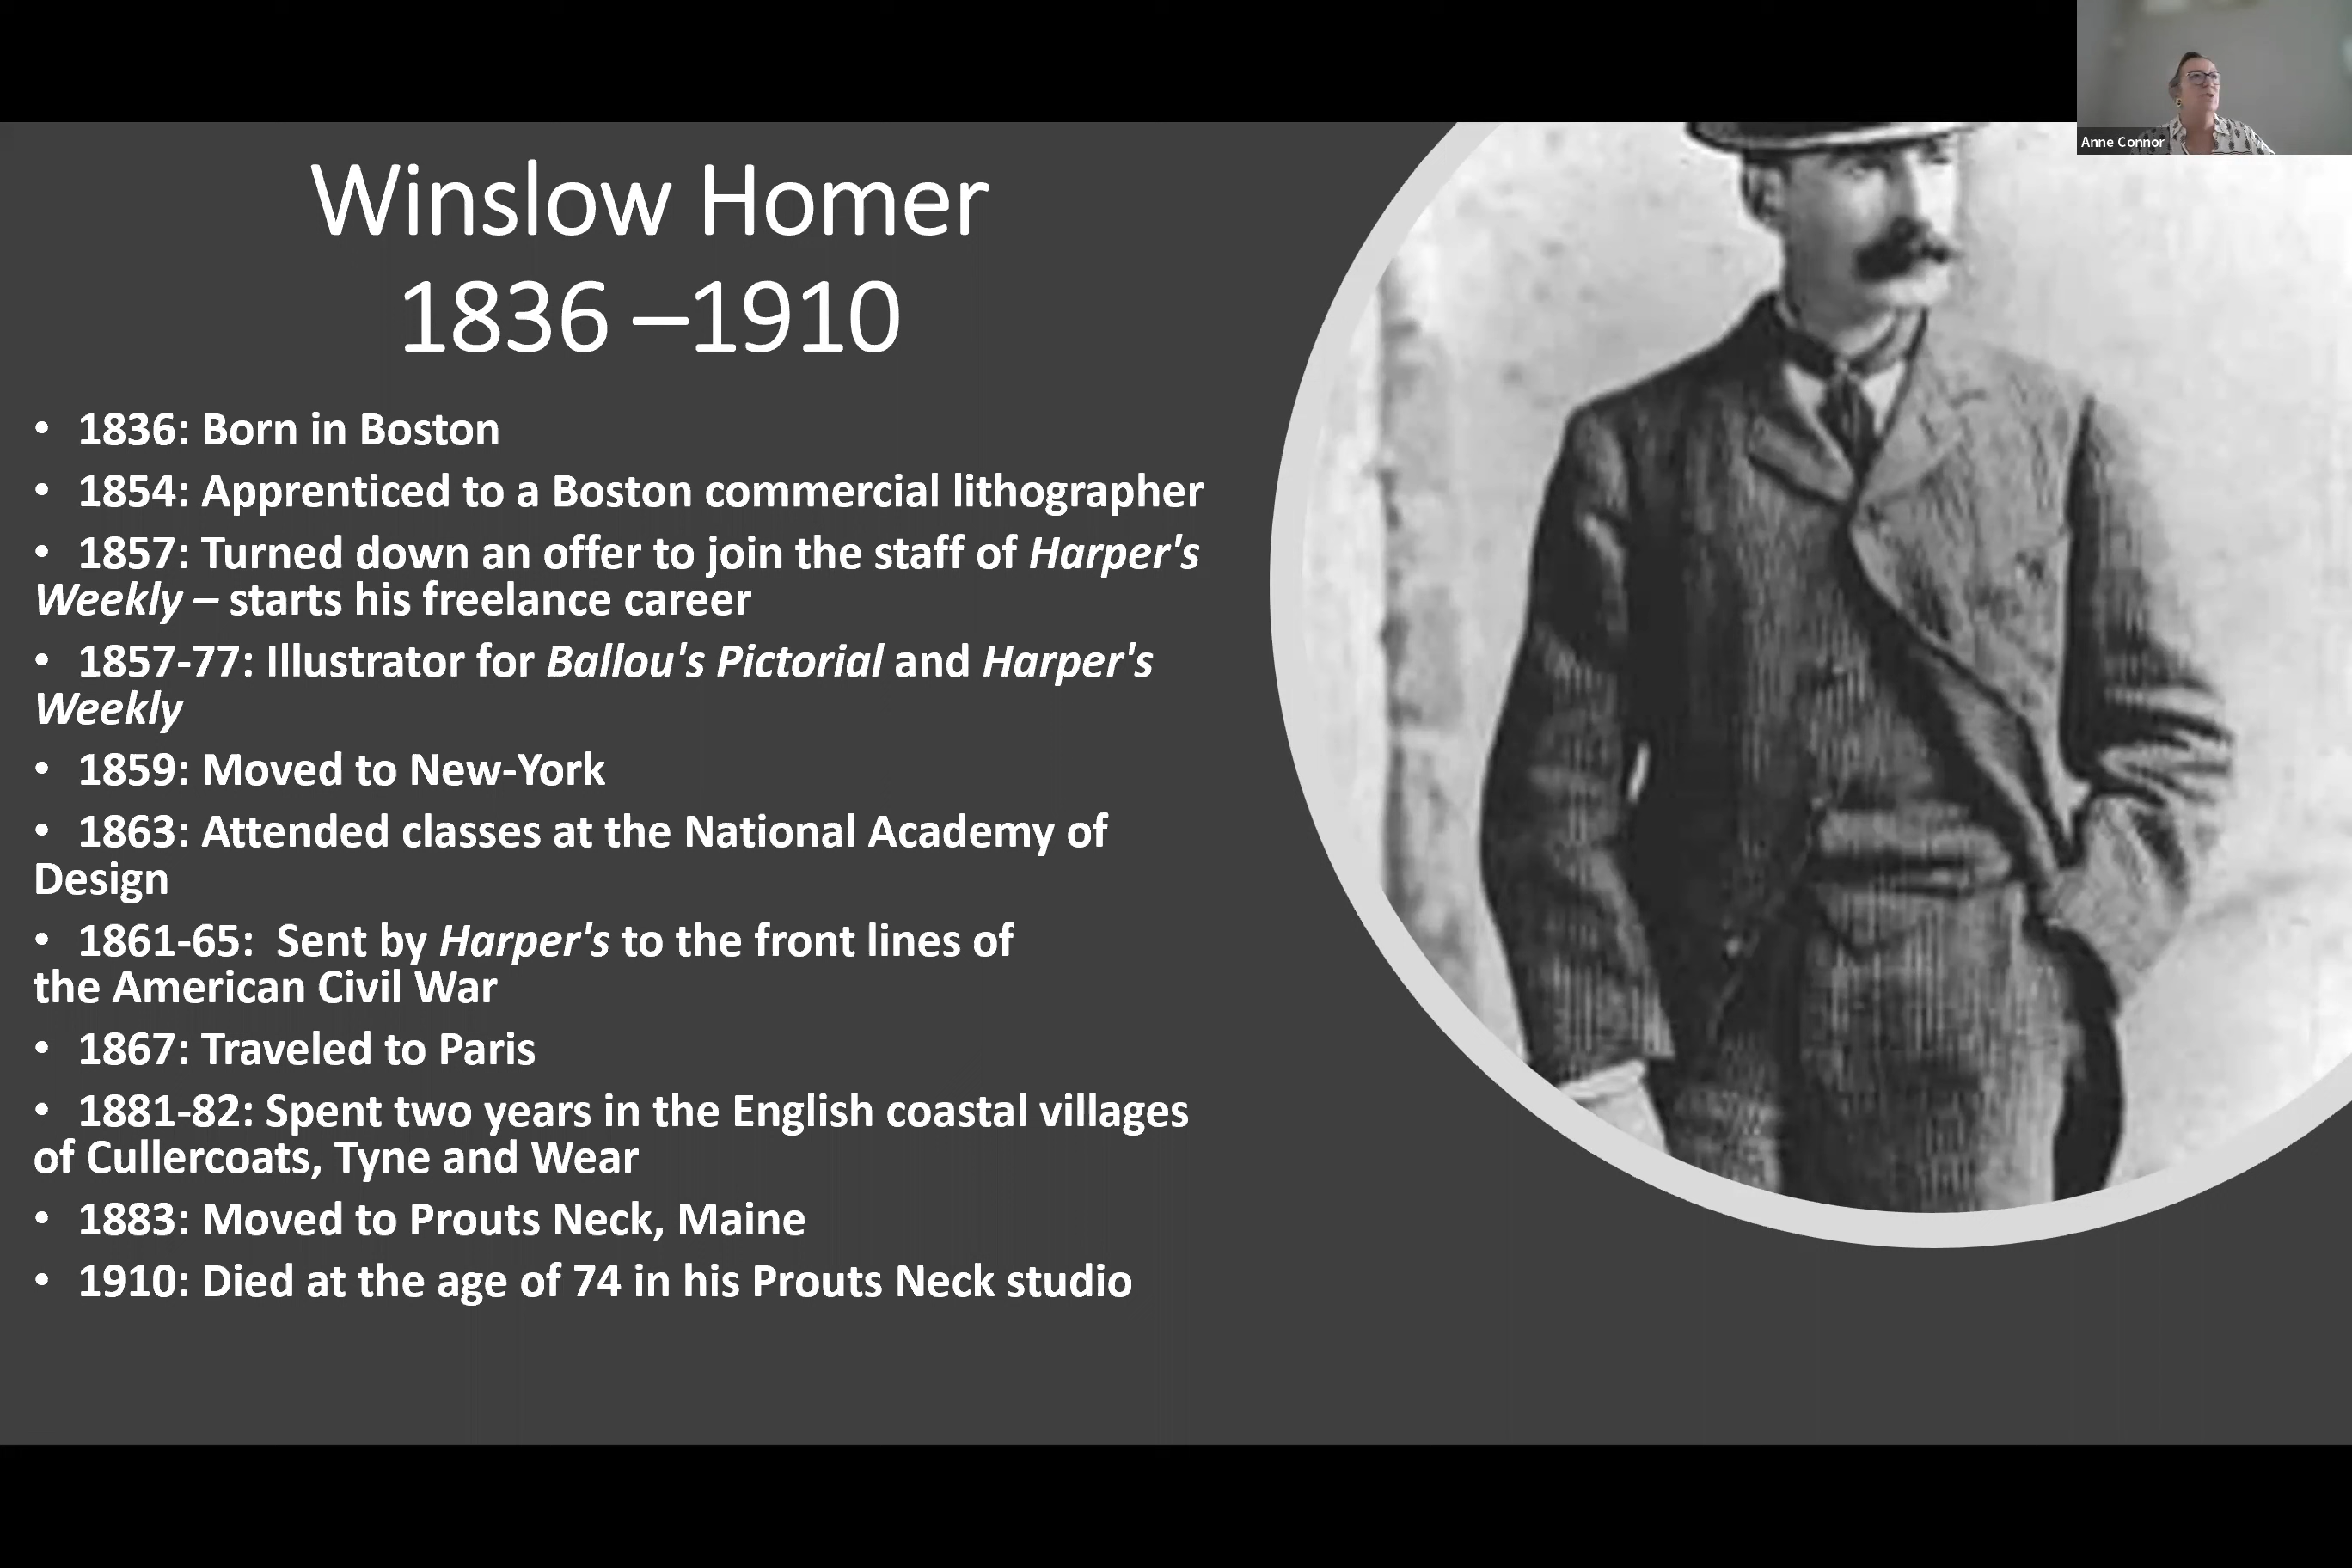 Anne Connor
Winslow Homer
1836 –1910
• 1836: Born in Boston
• 1854: Apprenticed to a Boston commercial lithographer
• 1857: Turned down an offer to join the staff of Harper's
Weekly – starts his freelance career
• 1857-77: Illustrator for Ballou's Pictorial and Harper's
Weekly
• 1859: Moved to New-York
• 1863: Attended classes at the National Academy of
Design
• 1861-65:  Sent by Harper's to the front lines of
the American Civil War
• 1867: Traveled to Paris
• 1881-82: Spent two years in the English coastal villages
of Cullercoats, Tyne and Wear
• 1883: Moved to Prouts Neck, Maine
• 1910: Died at the age of 74 in his Prouts Neck studio